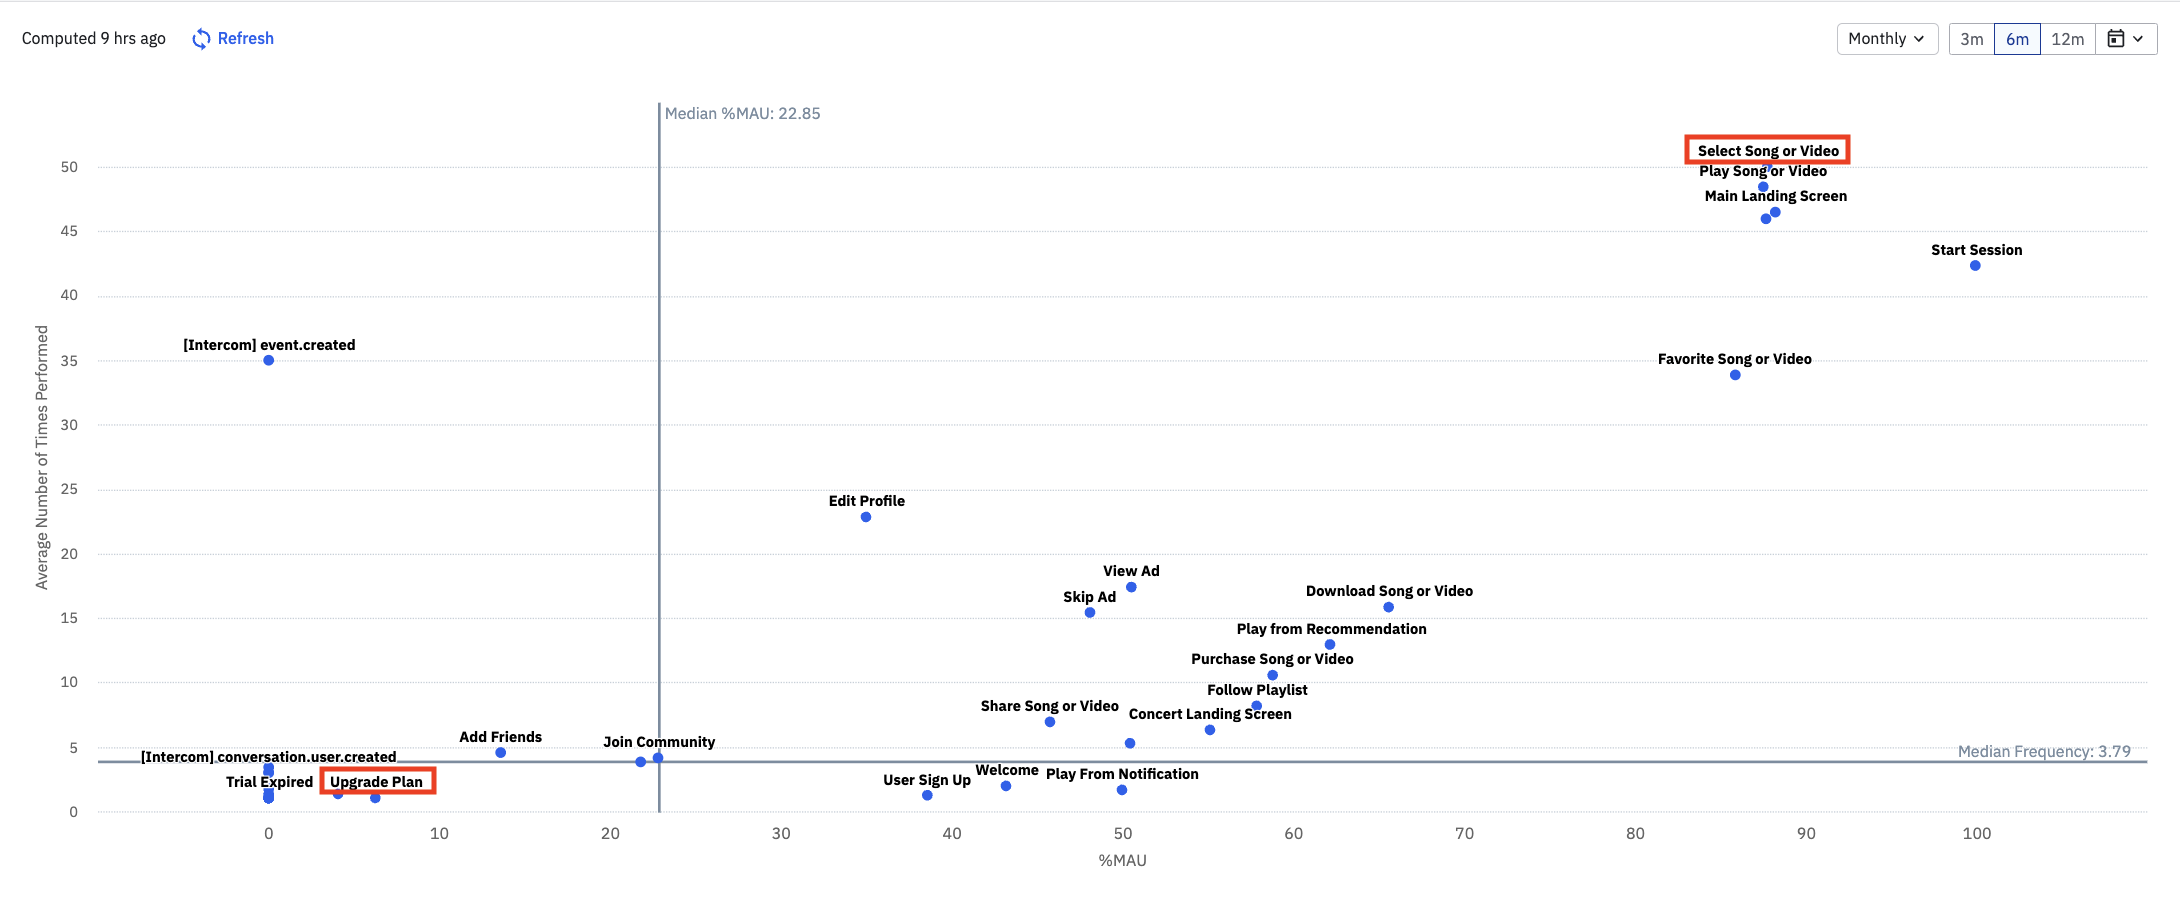 Computed 9 hrs ago Refresh Monthly 3m 6m 12m
Median %MAU: 22.85
Select Song or Video
50
Play Song or Video
Main Landing Screen
45
Start Session
40
[Intercom] event.created
35
Favorite Song or Video
Average Number of Times Performed
30
25
Edit Profile
20
View Ad
Skip Ad
Download Song or Video
15
Play from Recommendation
Purchase Song or Video
10
Follow Playlist
Share Song or Video
Concert Landing Screen
Add Friends
Join Community
5
Median Frequency: 3.79
[Intercom] conversation.user.created
Welcome
Play From Notification
User Sign Up
Trial Expired
Upgrade Plan
0
0 10 20 30 40 50 60 70 80 90 100
%MAU